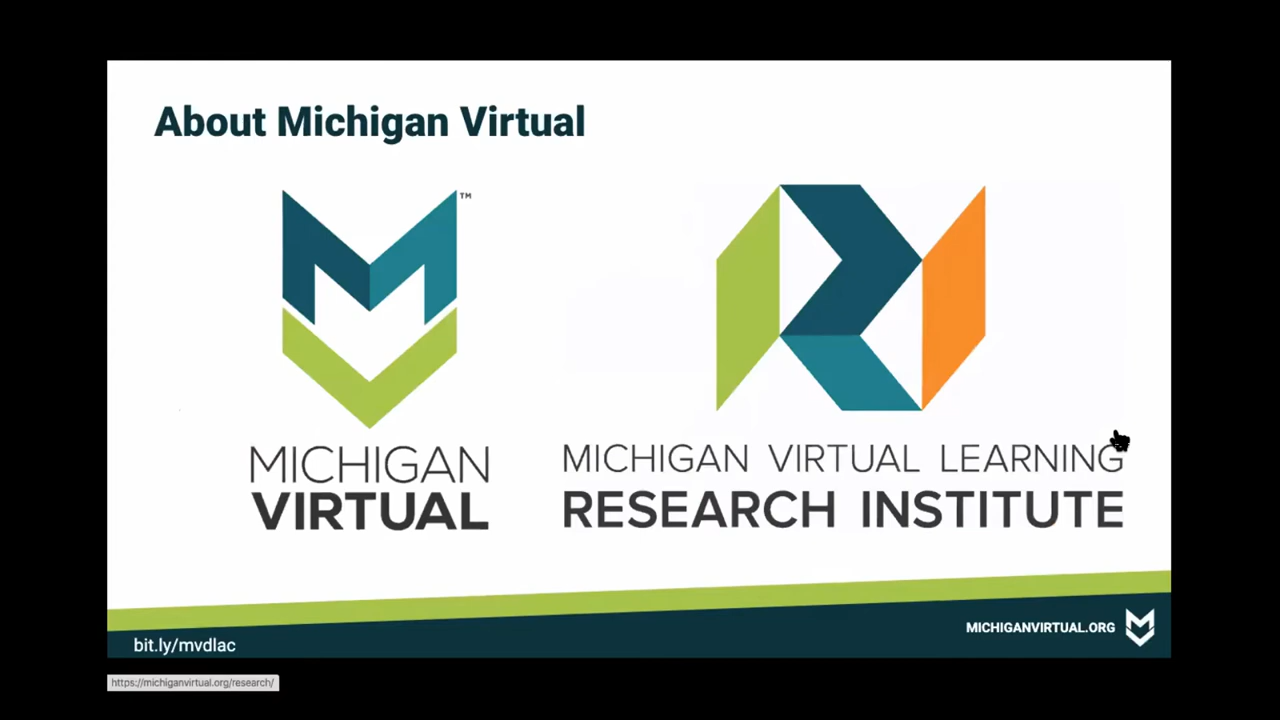 About Michigan Virtual
TM
MICHIGAN
VIRTUAL
MICHIGAN VIRTUAL LEARNING
RESEARCH INSTITUTE
MICHIGANVIRTUAL.ORG
bit.ly/mvdlac
https://michiganvirtual.org/research/